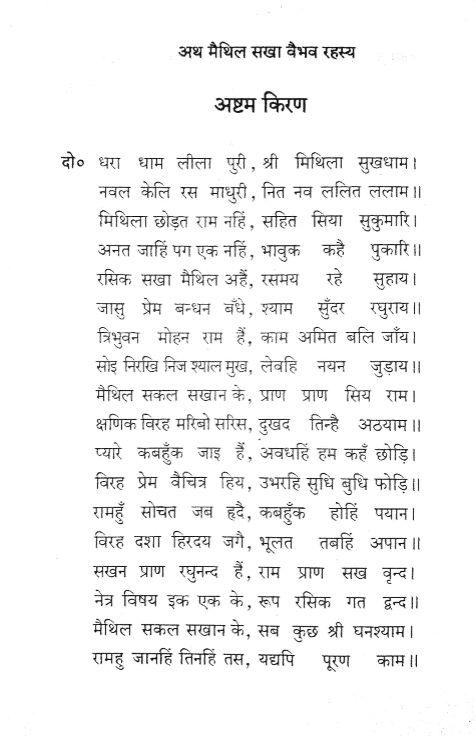 अथ मैथिल सखा वैभव रहस्य
अष्टम किरण
दो० धरा धाम लीला पुरी, श्री मिथिला सुखधाम।
नवल केलि रस माधुरी, नित नव ललित ललाम॥
मिथिला छोड़त राम नहिं, सहित सिया सुकुमारि।
अनत जाहिं पग एक नहिं, भावुक कहै पुकारि॥
रसिक सखा मैथिल अहैं, रसमय रहे सुहाय।
जासु प्रेम बन्धन बँधे, श्याम सुँदर रघुराय॥
त्रिभुवन मोहन राम हैं, काम अमित बलि जाँय।
सोइ निरखि निज श्याल मुख, लेवहि नयन जुड़ाय॥
मैथिल सकल सखान के, प्राण प्राण सिय राम।
क्षणिक विरह मरिबो सरिस, दुखद तिन्है अठयाम॥
प्यारे कबहुँक जाइ हैं, अवधहिं हम कहँ छोड़ि।
विरह प्रेम वैचित्र हिय, उभरहि सुधि बुधि फोड़ि॥
रामहुँ सोचत जब हृदै, कबहुँक होहिं पयान।
विरह दशा हिरदय जगै, भूलत तबहिं अपान॥
सखन प्राण रघुनन्द हैं, राम प्राण सख वृन्द।
नेत्र विषय इक एक के, रूप रसिक गत द्वन्द॥
मैथिल सकल सखान के, सब कुछ श्री घनश्याम।
रामहु जानहिं तिनहिं तस, यद्यपि पूरण काम॥